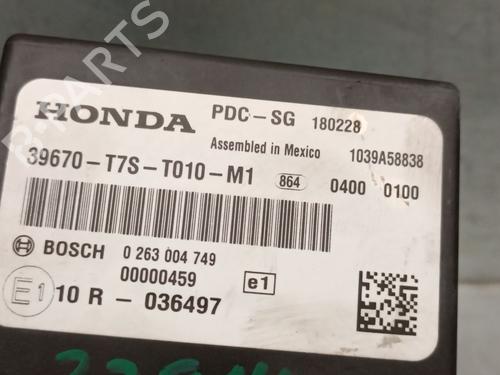 HONDA PDC-SG 180228
Assembled in Mexico 1039A58838
39670-T7S-T010-M1 864 0400 0100
BOSCH 0 263 004 749
00000459 e1
E1 10 R - 036497
B-PARTS